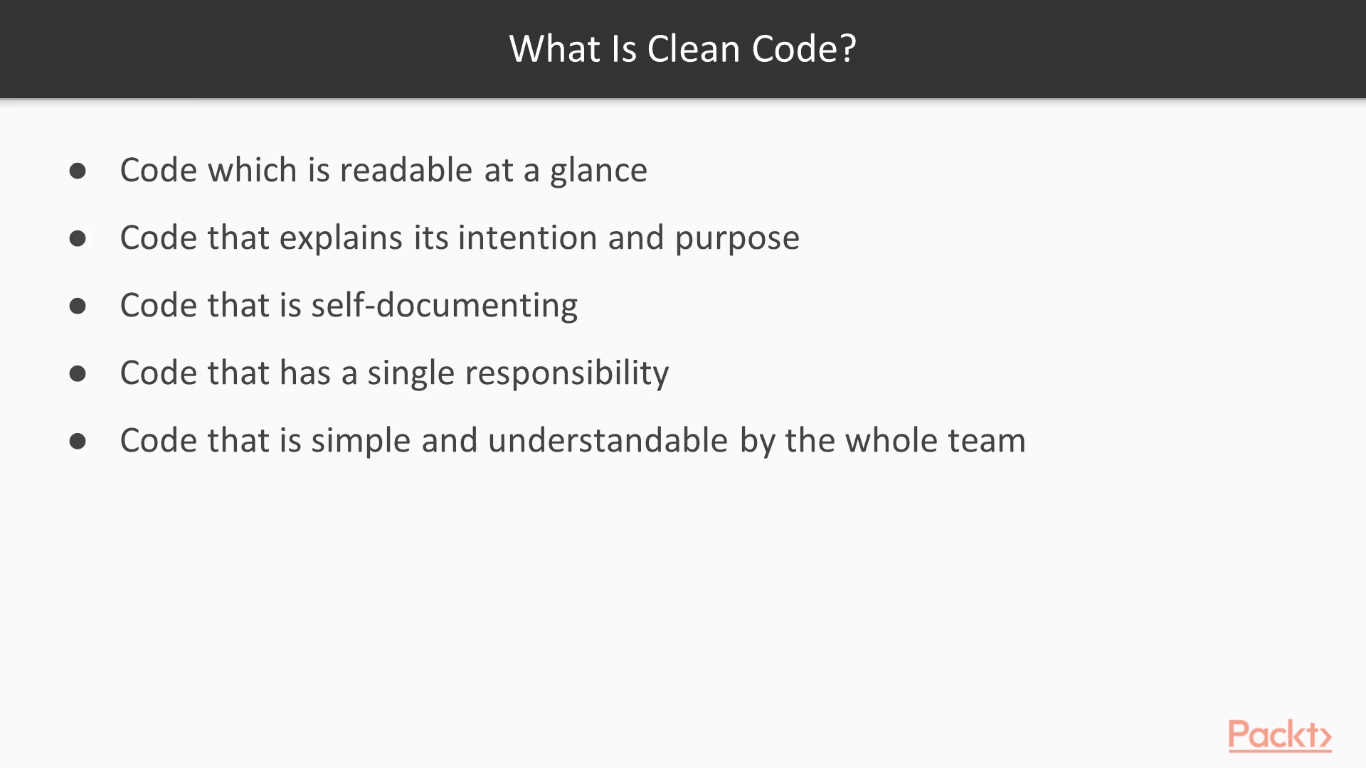 What Is Clean Code?
● Code which is readable at a glance
● Code that explains its intention and purpose
● Code that is self-documenting
● Code that has a single responsibility
● Code that is simple and understandable by the whole team
Packt>